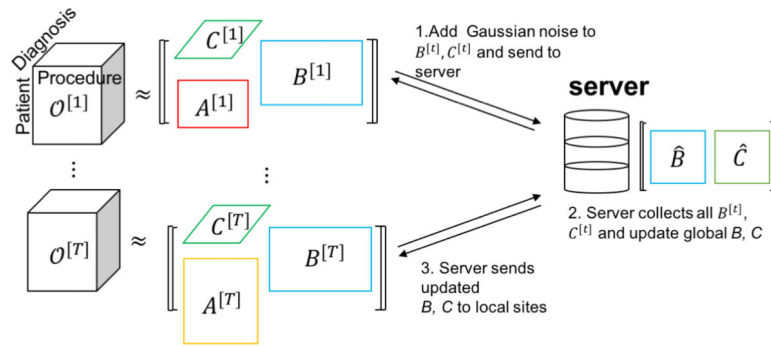 Diagnosis
Patient
Procedure
𝒪[1]
≈
C[1]
A[1]
B[1]
1.Add Gaussian noise to
B[t], C[t] and send to
server
server
B̂
Ĉ
2. Server collects all B[t],
C[t] and update global B, C
⋮
⋮
𝒪[T]
≈
C[T]
A[T]
B[T]
3. Server sends
updated
B, C to local sites